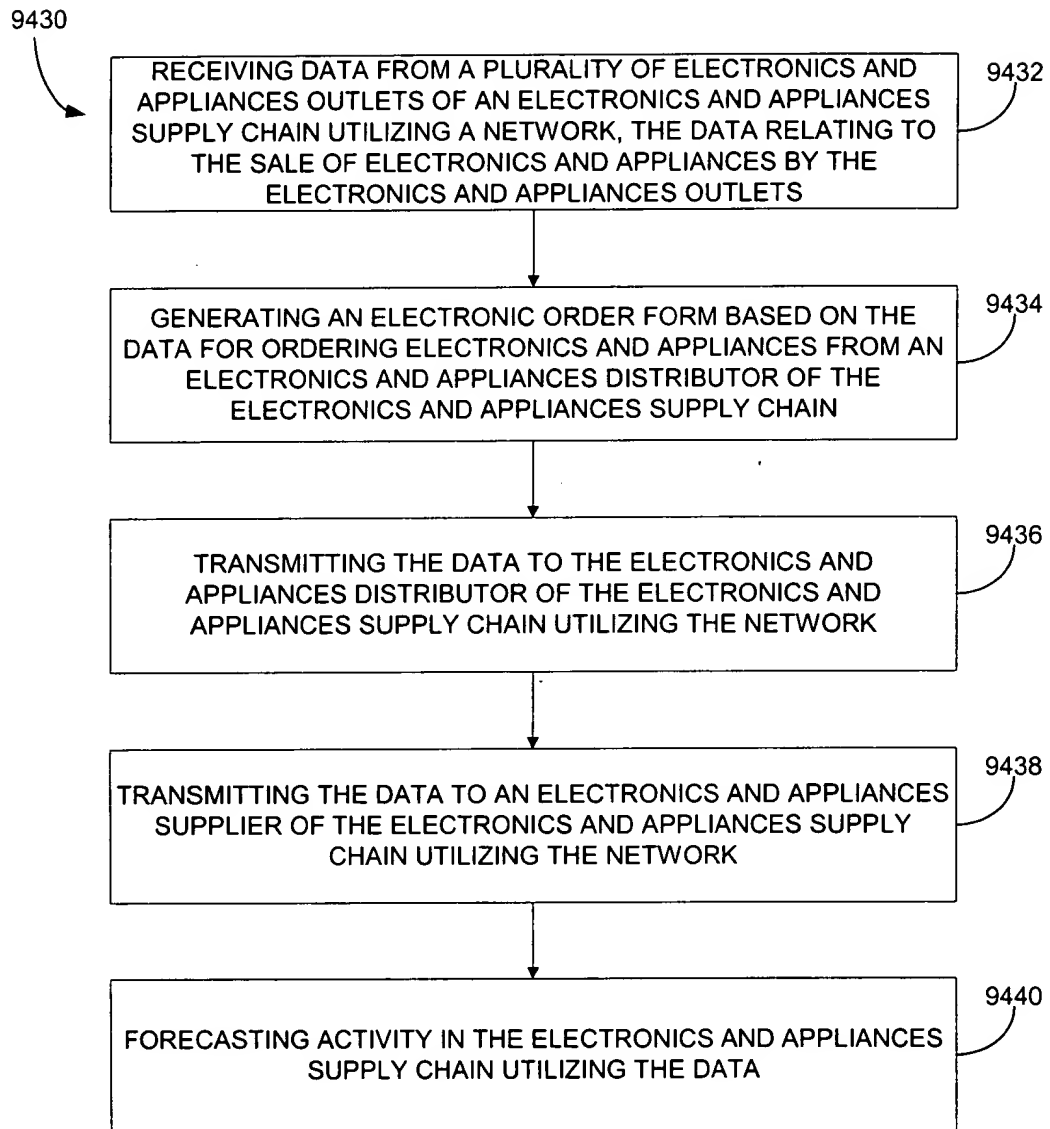 9430
RECEIVING DATA FROM A PLURALITY OF ELECTRONICS AND
APPLIANCES OUTLETS OF AN ELECTRONICS AND APPLIANCES
SUPPLY CHAIN UTILIZING A NETWORK, THE DATA RELATING TO
THE SALE OF ELECTRONICS AND APPLIANCES BY THE
ELECTRONICS AND APPLIANCES OUTLETS
9432
GENERATING AN ELECTRONIC ORDER FORM BASED ON THE
DATA FOR ORDERING ELECTRONICS AND APPLIANCES FROM AN
ELECTRONICS AND APPLIANCES DISTRIBUTOR OF THE
ELECTRONICS AND APPLIANCES SUPPLY CHAIN
9434
TRANSMITTING THE DATA TO THE ELECTRONICS AND
APPLIANCES DISTRIBUTOR OF THE ELECTRONICS AND
APPLIANCES SUPPLY CHAIN UTILIZING THE NETWORK
9436
TRANSMITTING THE DATA TO AN ELECTRONICS AND APPLIANCES
SUPPLIER OF THE ELECTRONICS AND APPLIANCES SUPPLY
CHAIN UTILIZING THE NETWORK
9438
FORECASTING ACTIVITY IN THE ELECTRONICS AND APPLIANCES
SUPPLY CHAIN UTILIZING THE DATA
9440